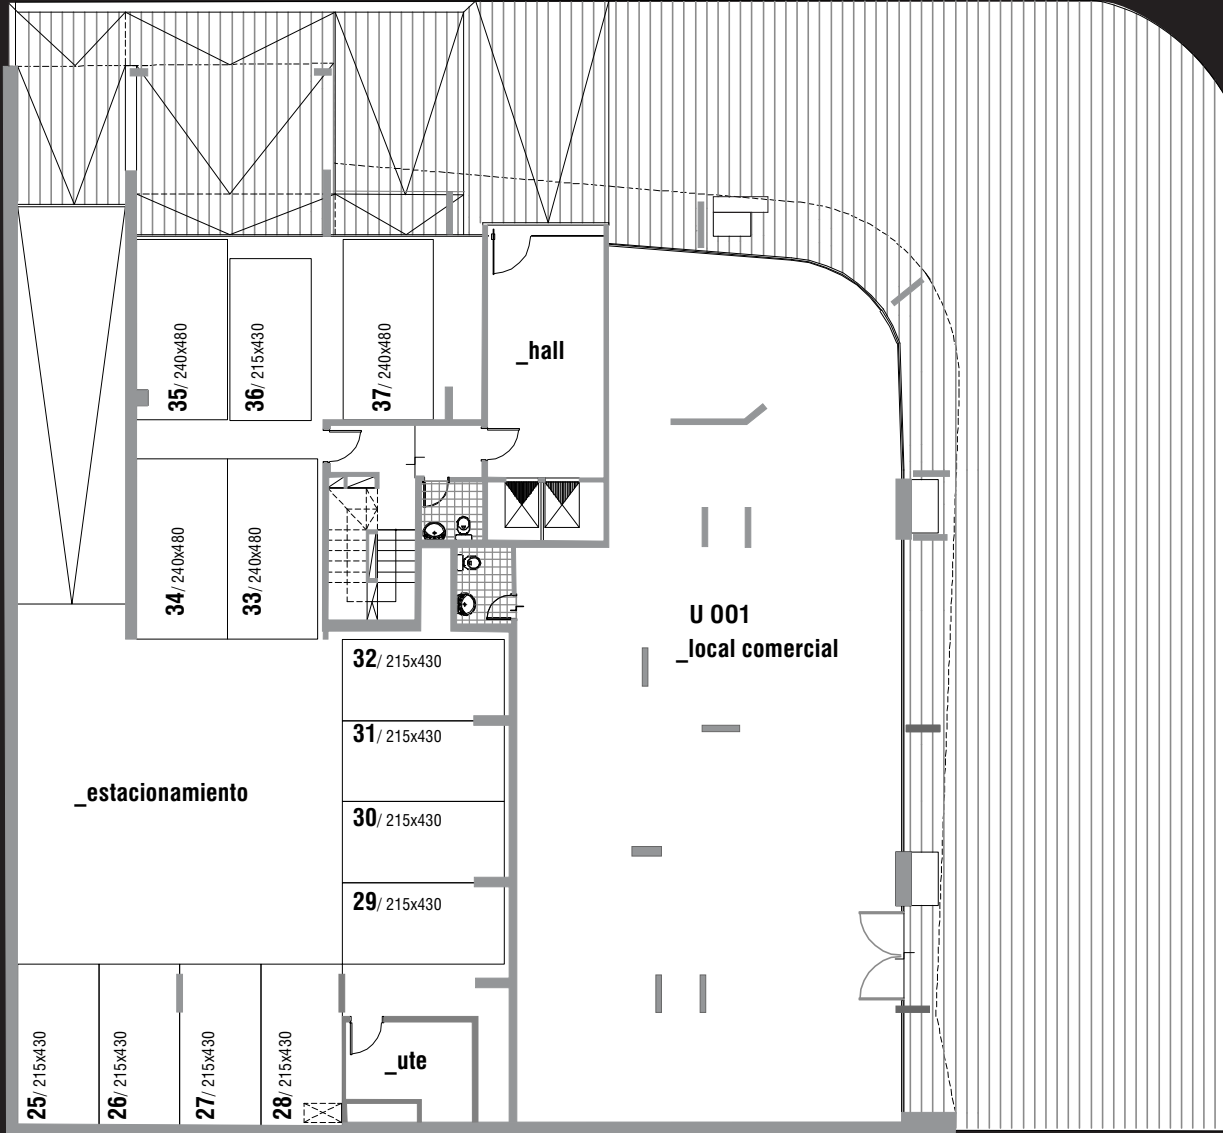 35/ 240x480
36/ 215x430
37/ 240x480
_hall
34/ 240x480
33/ 240x480
U 001
_local comercial
32/ 215x430
31/ 215x430
30/ 215x430
29/ 215x430
_estacionamiento
25/ 215x430
26/ 215x430
27/ 215x430
28/ 215x430
_ute